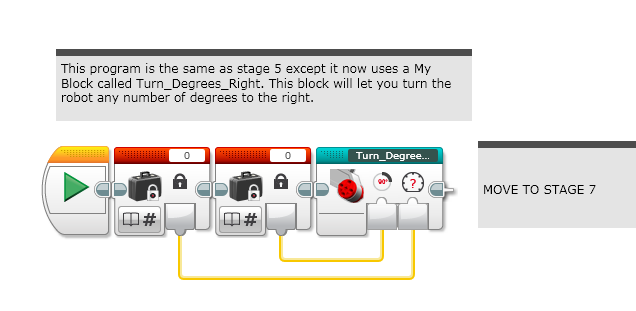 This program is the same as stage 5 except it now uses a My
Block called Turn_Degrees_Right. This block will let you turn the
robot any number of degrees to the right.
0
0
Turn_Degree...
90°
?
#
#
MOVE TO STAGE 7